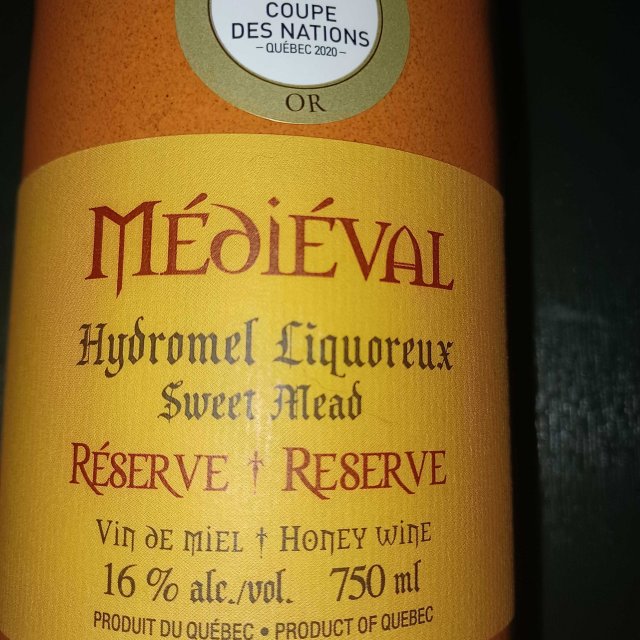 COUPE
DES NATIONS
– QUÉBEC 2020 –
OR
MÉDIÉVAL
Hydromel Liquoreux
Sweet Mead
RÉSERVE † RESERVE
VIN DE MIEL † HONEY WINE
16 % alc./vol. 750 ml
PRODUIT DU QUÉBEC • PRODUCT OF QUEBEC